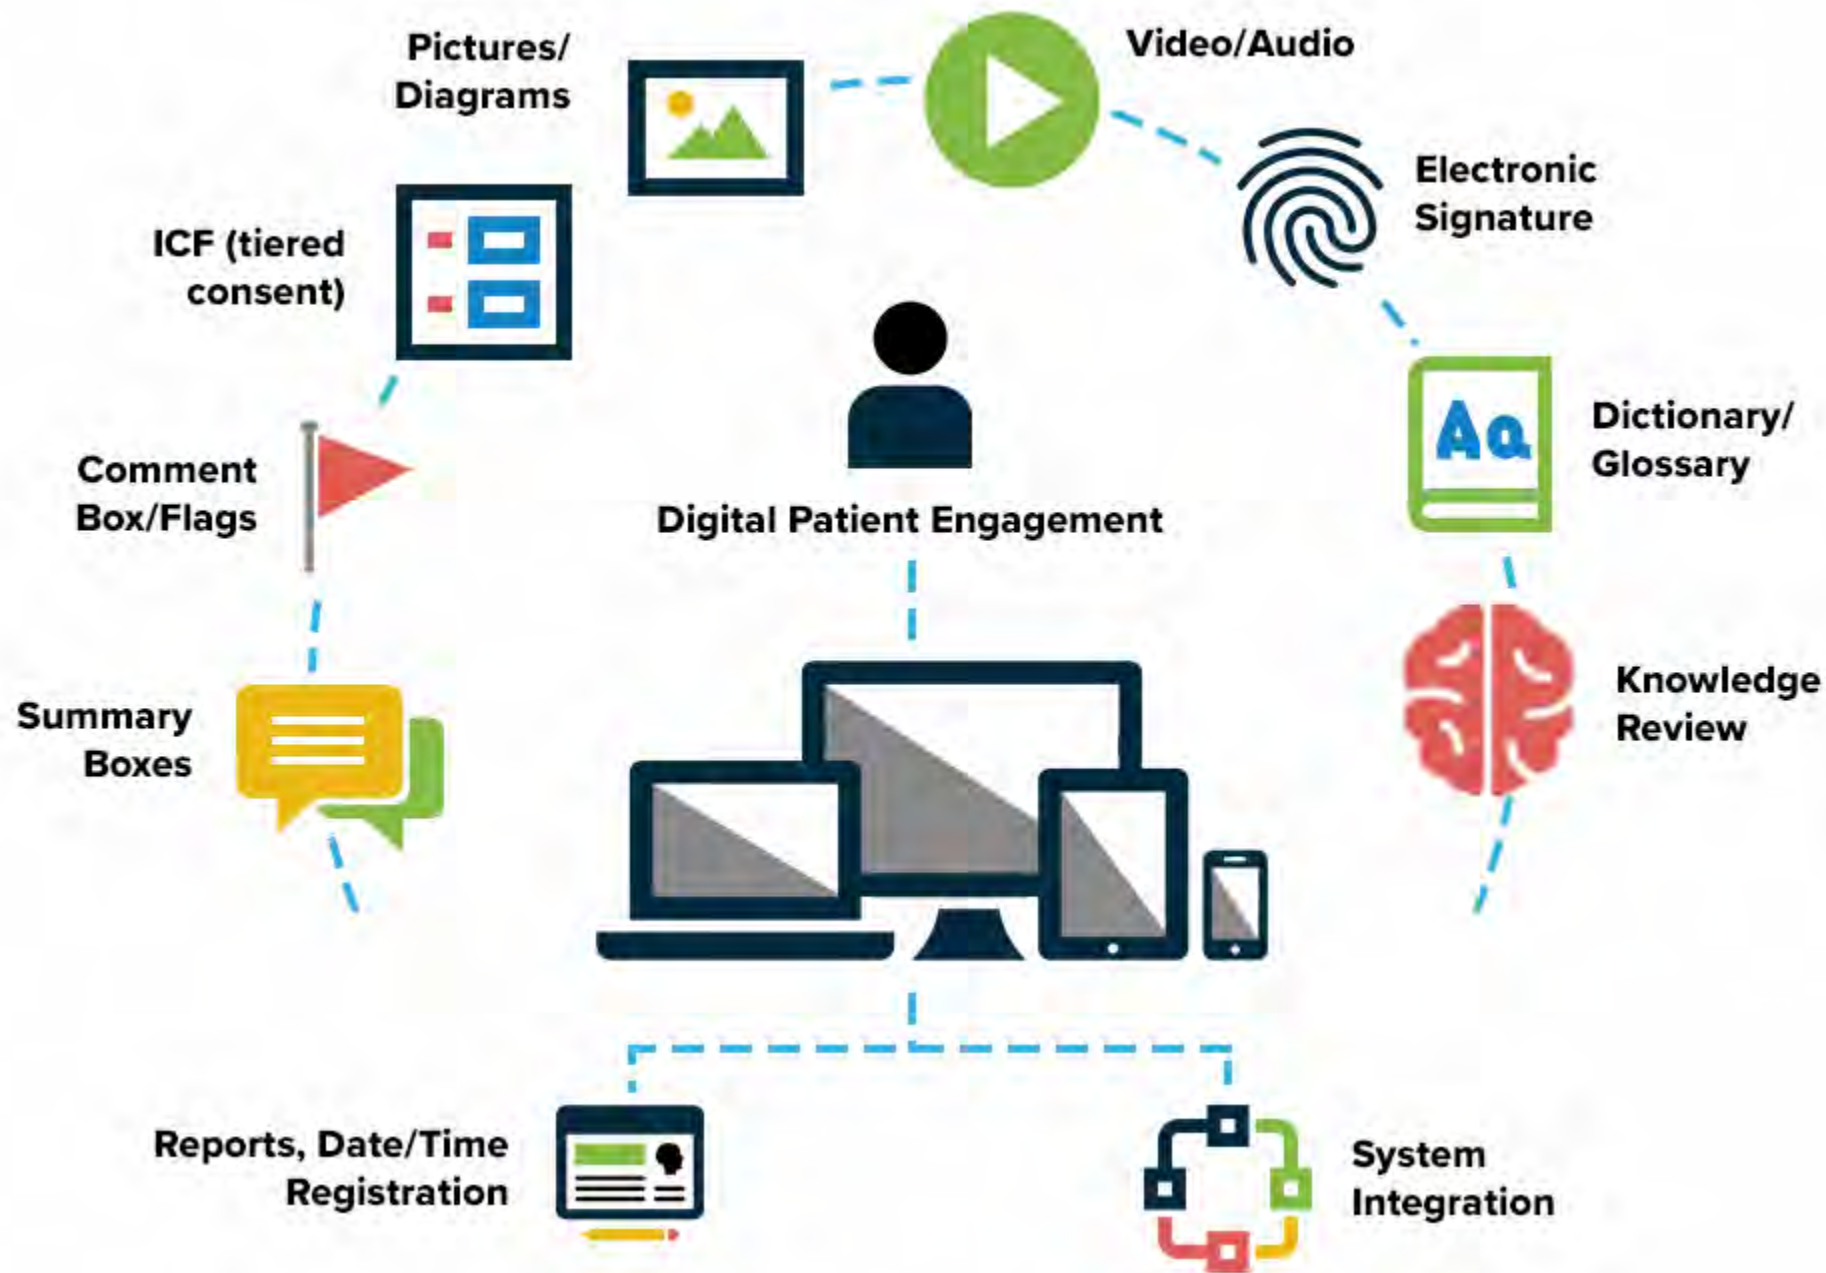 Pictures/
Diagrams
Video/Audio
Electronic
Signature
ICF (tiered
consent)
Dictionary/
Glossary
Aa
Comment
Box/Flags
Digital Patient Engagement
Knowledge
Review
Summary
Boxes
Reports, Date/Time
Registration
System
Integration